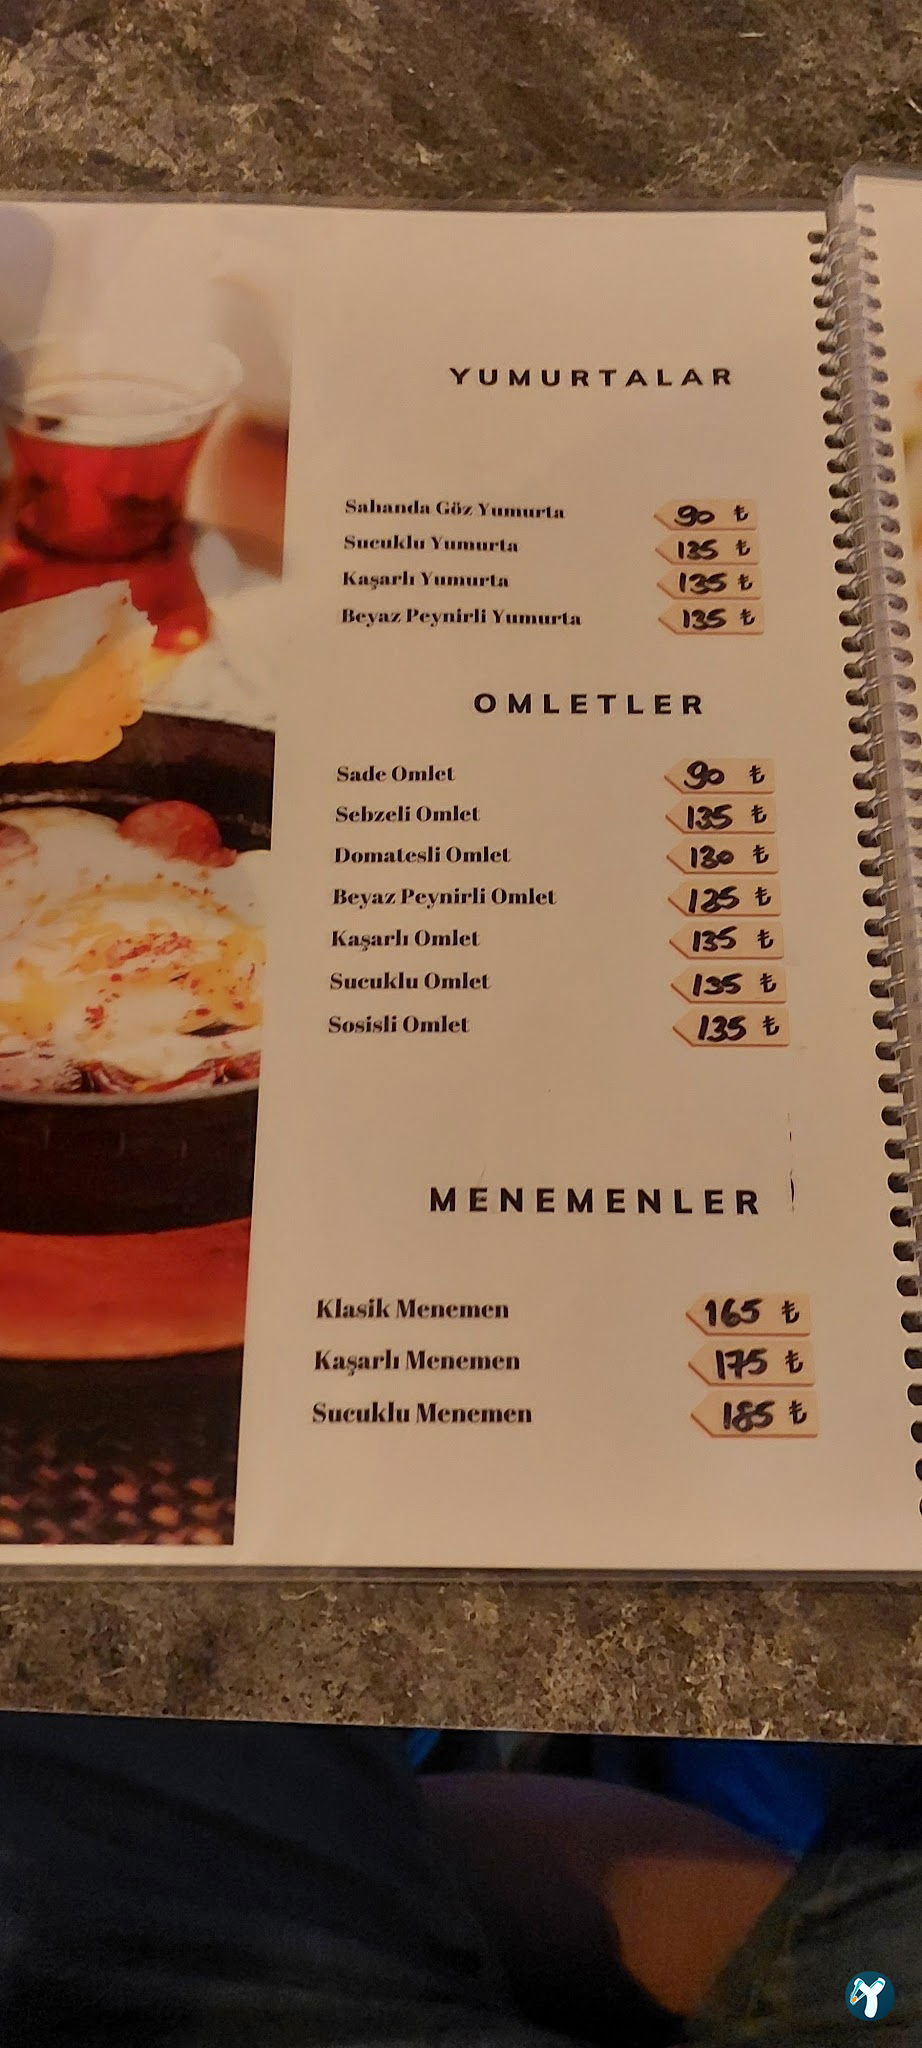 YUMURTALAR
Sahanda Göz Yumurta 90 ₺
Sucuklu Yumurta 135 ₺
Kaşarlı Yumurta 135 ₺
Beyaz Peynirli Yumurta 135 ₺
OMLETLER
Sade Omlet 90 ₺
Sebzeli Omlet 135 ₺
Domatesli Omlet 130 ₺
Beyaz Peynirli Omlet 135 ₺
Kaşarlı Omlet 135 ₺
Sucuklu Omlet 135 ₺
Sosisli Omlet 135 ₺
MENEMENLER
Klasik Menemen 165 ₺
Kaşarlı Menemen 175 ₺
Sucuklu Menemen 185 ₺